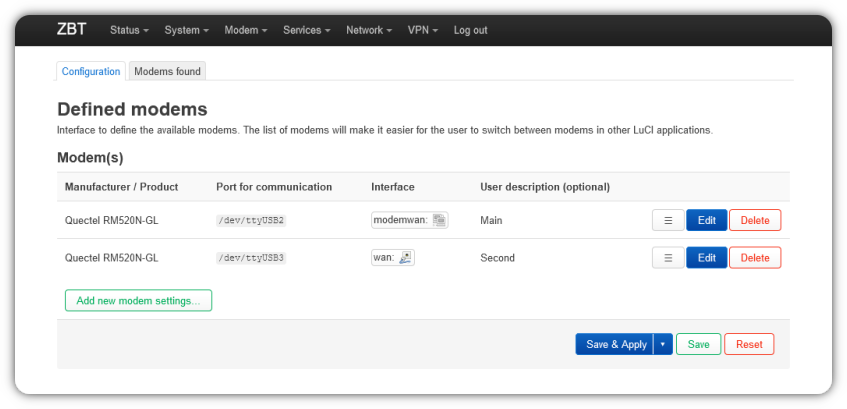 ZBT Status System Modem Services Network VPN Log out
Configuration Modems found
Defined modems
Interface to define the available modems. The list of modems will make it easier for the user to switch between modems in other LuCI applications.
Modem(s)
Manufacturer / Product Port for communication Interface User description (optional)
Quectel RM520N-GL /dev/ttyUSB2 modemwan: Main ☰ Edit Delete
Quectel RM520N-GL /dev/ttyUSB3 wan: Second ☰ Edit Delete
Add new modem settings...
Save & Apply Save Reset